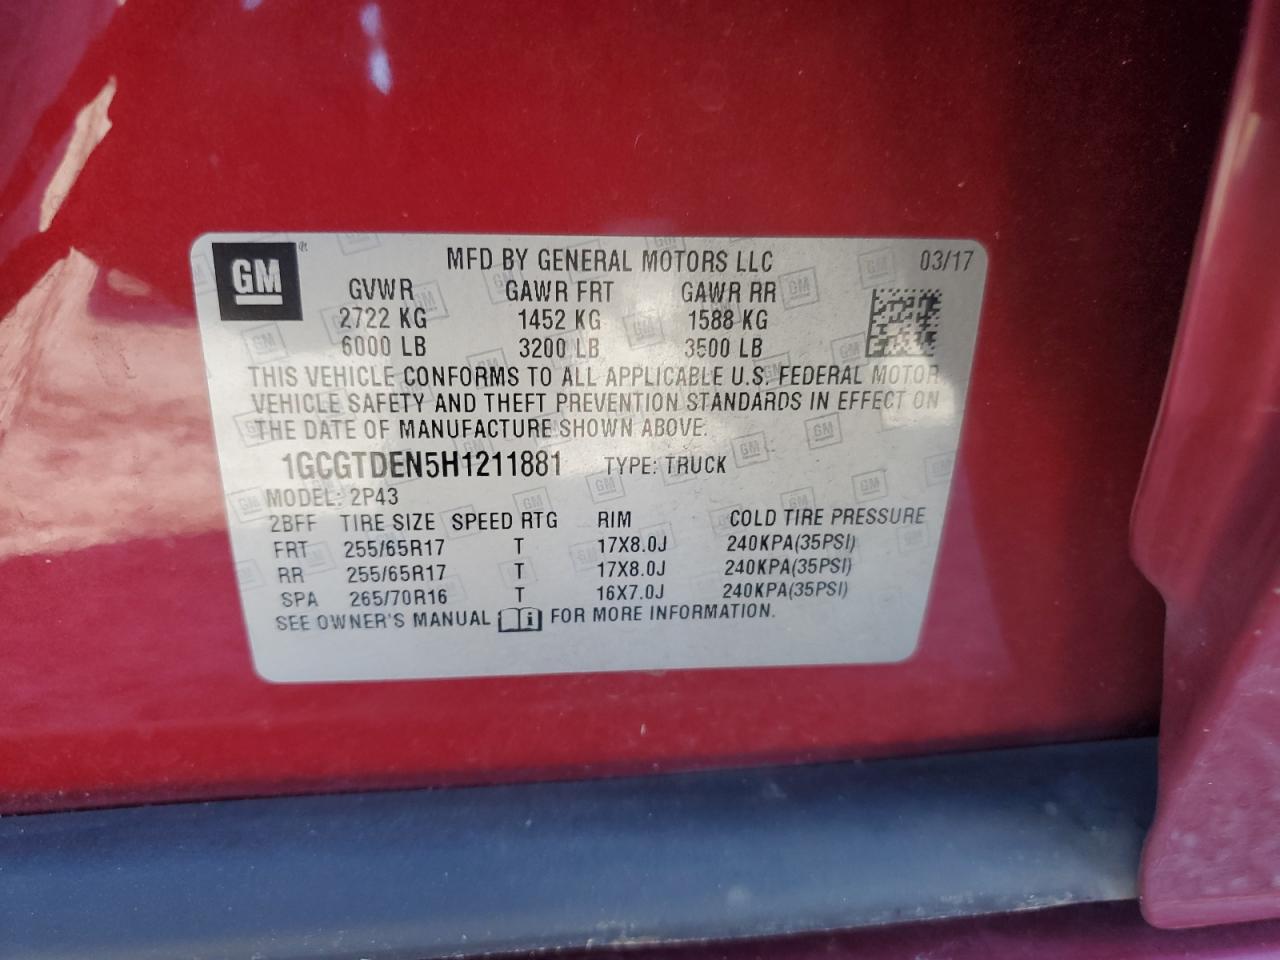 GM
MFD BY GENERAL MOTORS LLC 03/17
GVWR GAWR FRT GAWR RR
2722 KG 1452 KG 1588 KG
6000 LB 3200 LB 3500 LB
THIS VEHICLE CONFORMS TO ALL APPLICABLE U.S. FEDERAL MOTOR
VEHICLE SAFETY AND THEFT PREVENTION STANDARDS IN EFFECT ON
THE DATE OF MANUFACTURE SHOWN ABOVE.
1GCGTDEN5H1211881 TYPE: TRUCK
MODEL: 2P43
2BFF TIRE SIZE SPEED RTG RIM COLD TIRE PRESSURE
FRT 255/65R17 T 17X8.0J 240KPA(35PSI)
RR 255/65R17 T 17X8.0J 240KPA(35PSI)
SPA 265/70R16 T 16X7.0J 240KPA(35PSI)
SEE OWNER'S MANUAL i FOR MORE INFORMATION.